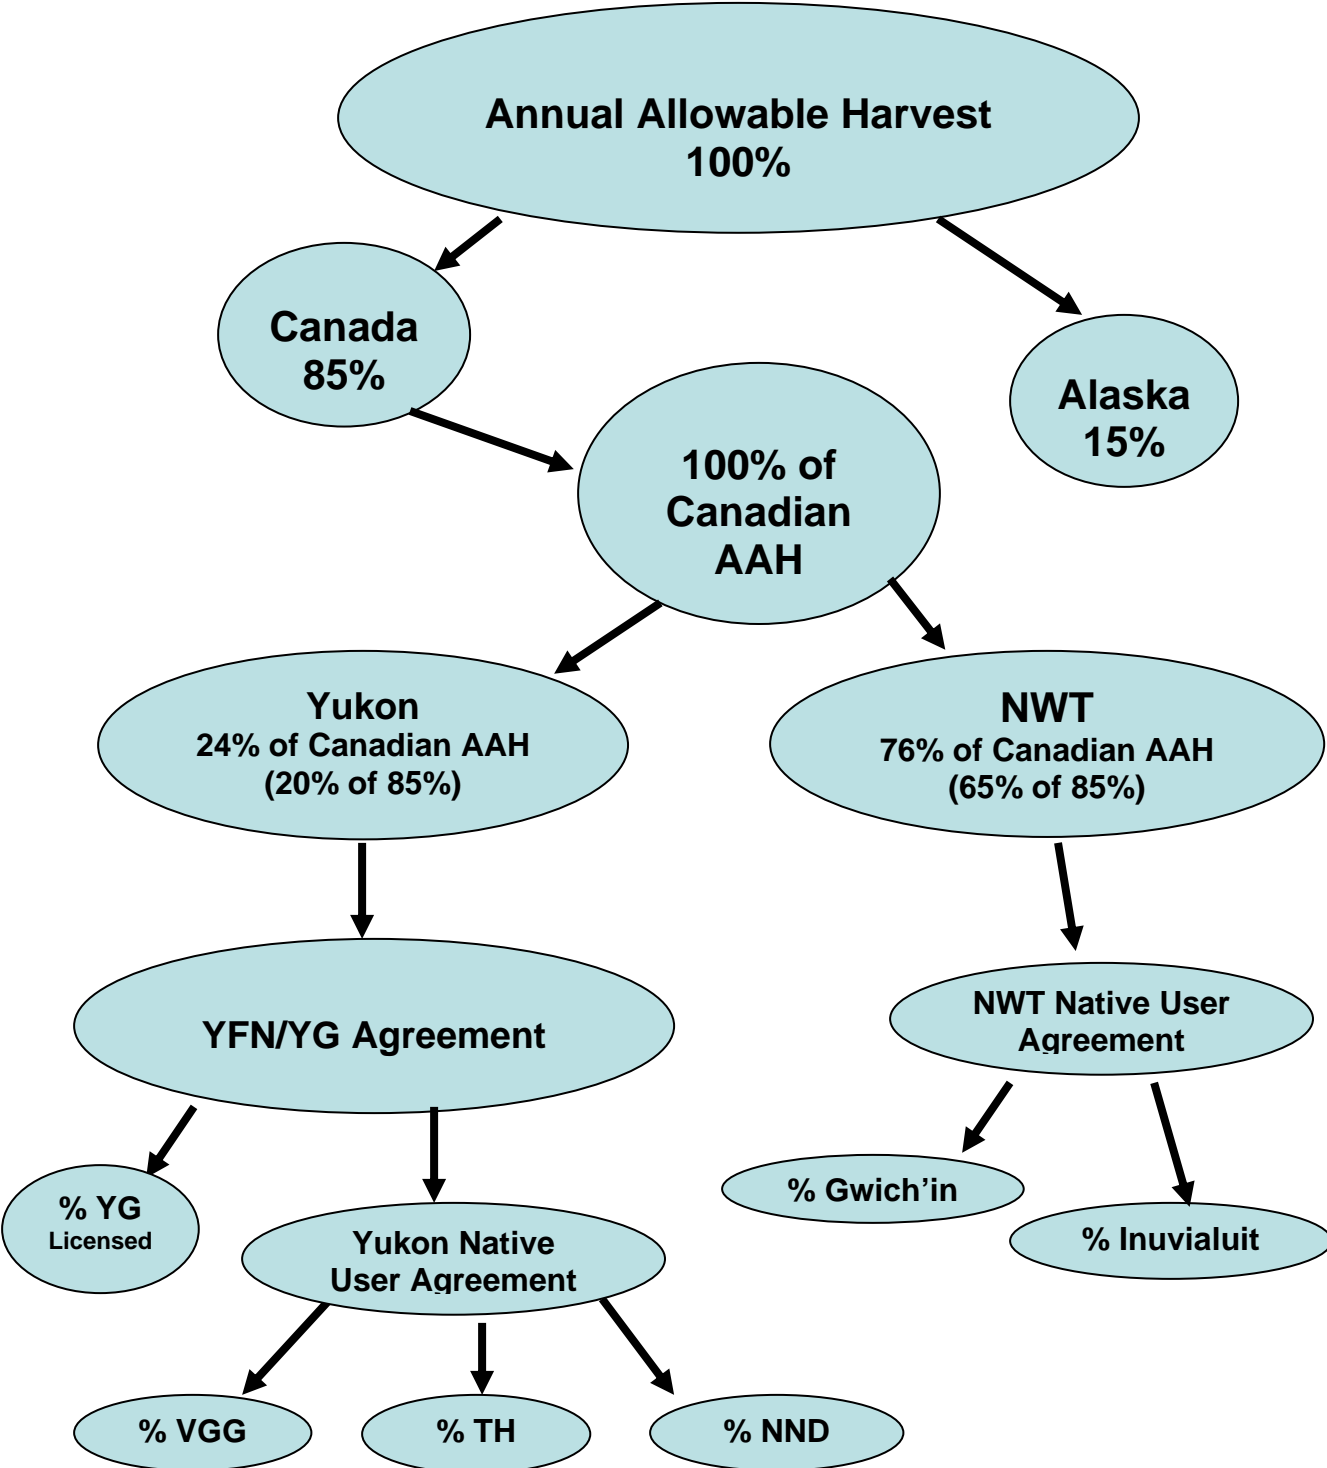 Annual Allowable Harvest
100%
Canada
85%
Alaska
15%
100% of
Canadian
AAH
Yukon
24% of Canadian AAH
(20% of 85%)
NWT
76% of Canadian AAH
(65% of 85%)
YFN/YG Agreement
NWT Native User
Agreement
% YG
Licensed
Yukon Native
User Agreement
% Gwich’in
% Inuvialuit
% VGG
% TH
% NND